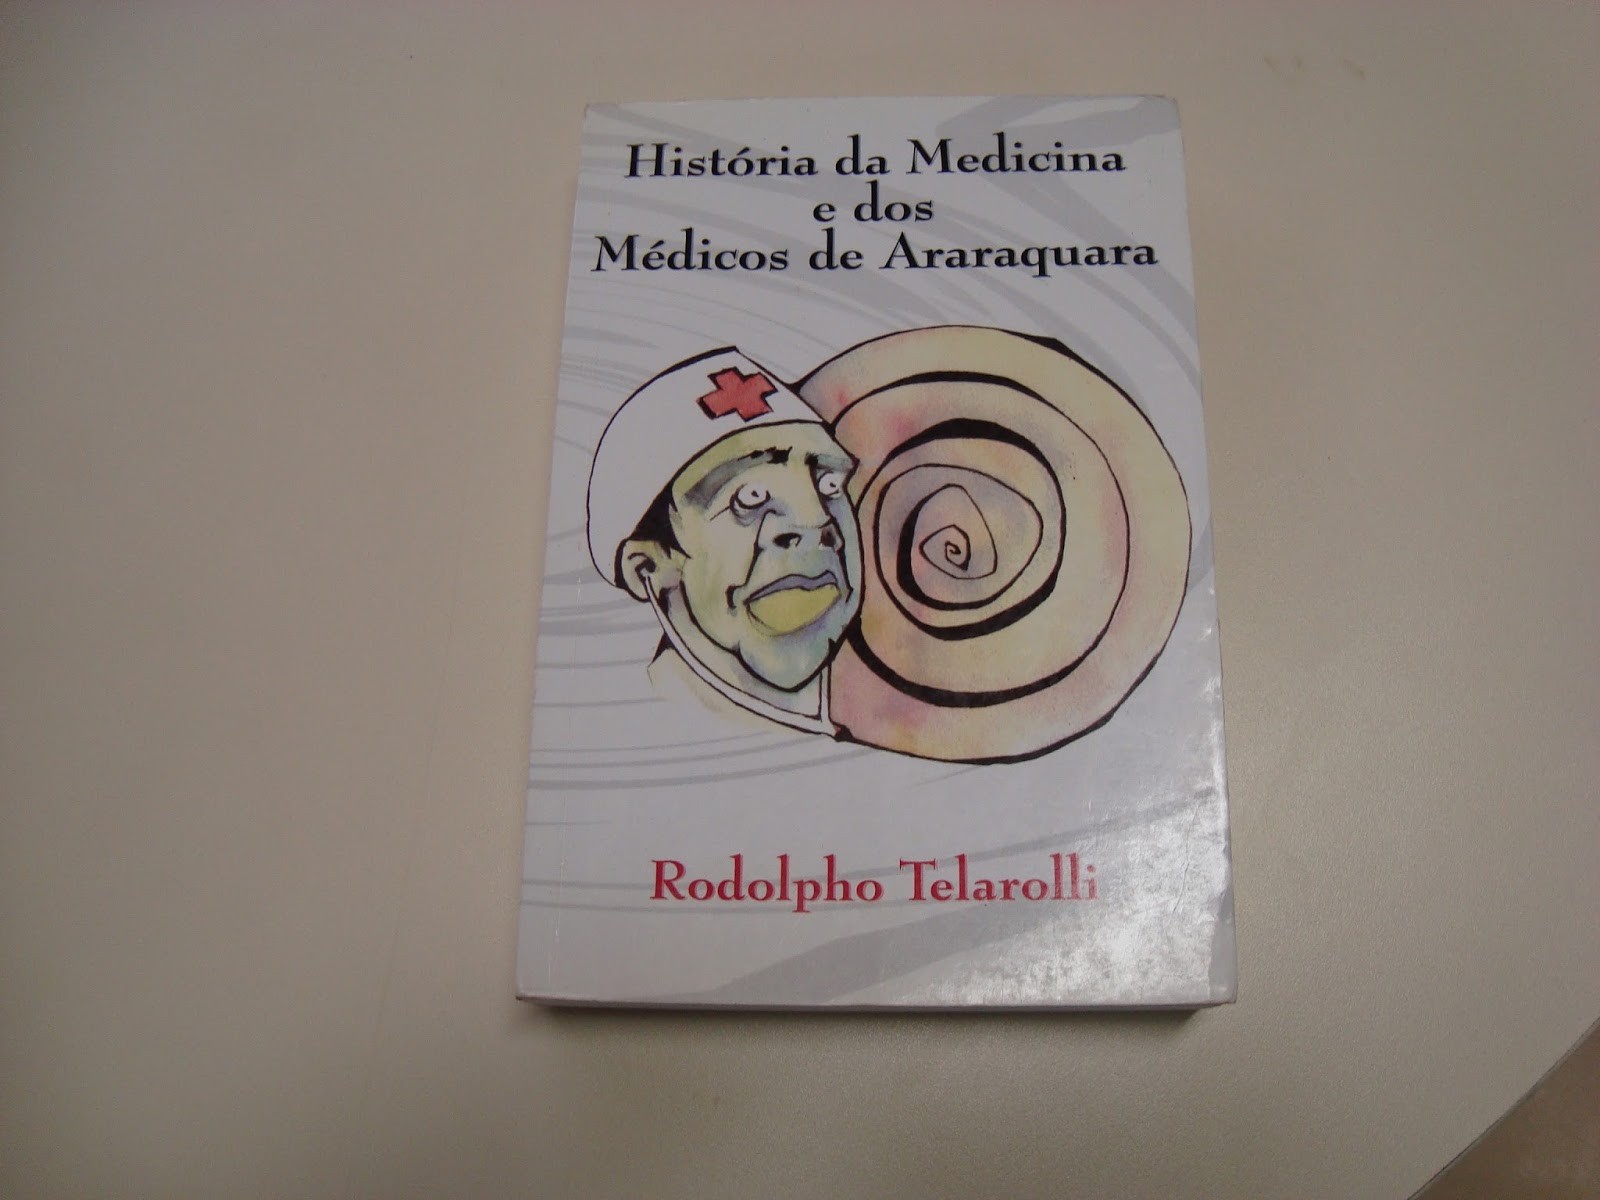 História da Medicina
e dos
Médicos de Araraquara
Rodolpho Telarolli